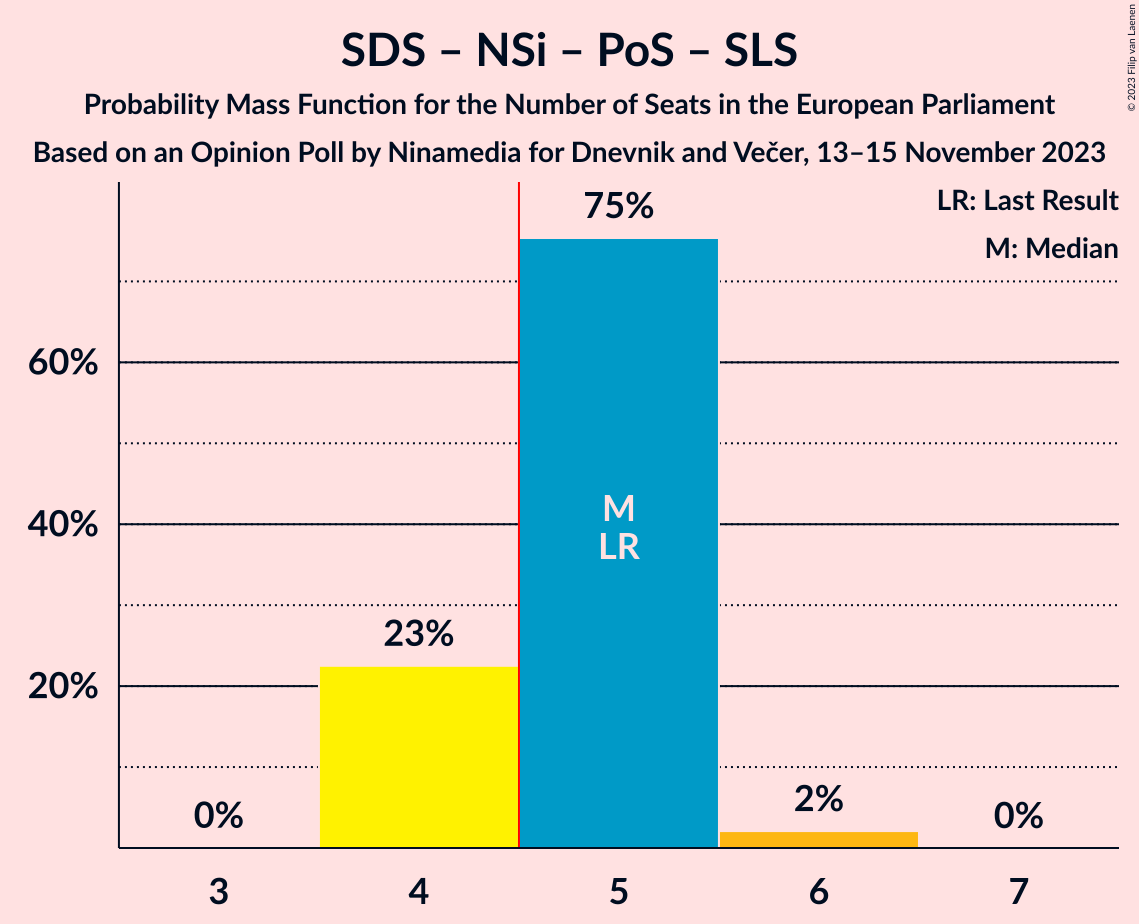 SDS – NSi – PoS – SLS
Probability Mass Function for the Number of Seats in the European Parliament
Based on an Opinion Poll by Ninamedia for Dnevnik and Večer, 13–15 November 2023
© 2023 Filip van Laenen
LR: Last Result
M: Median
75%
60%
M
40%
LR
23%
20%
0%
2%
0%
3 4 5 6 7